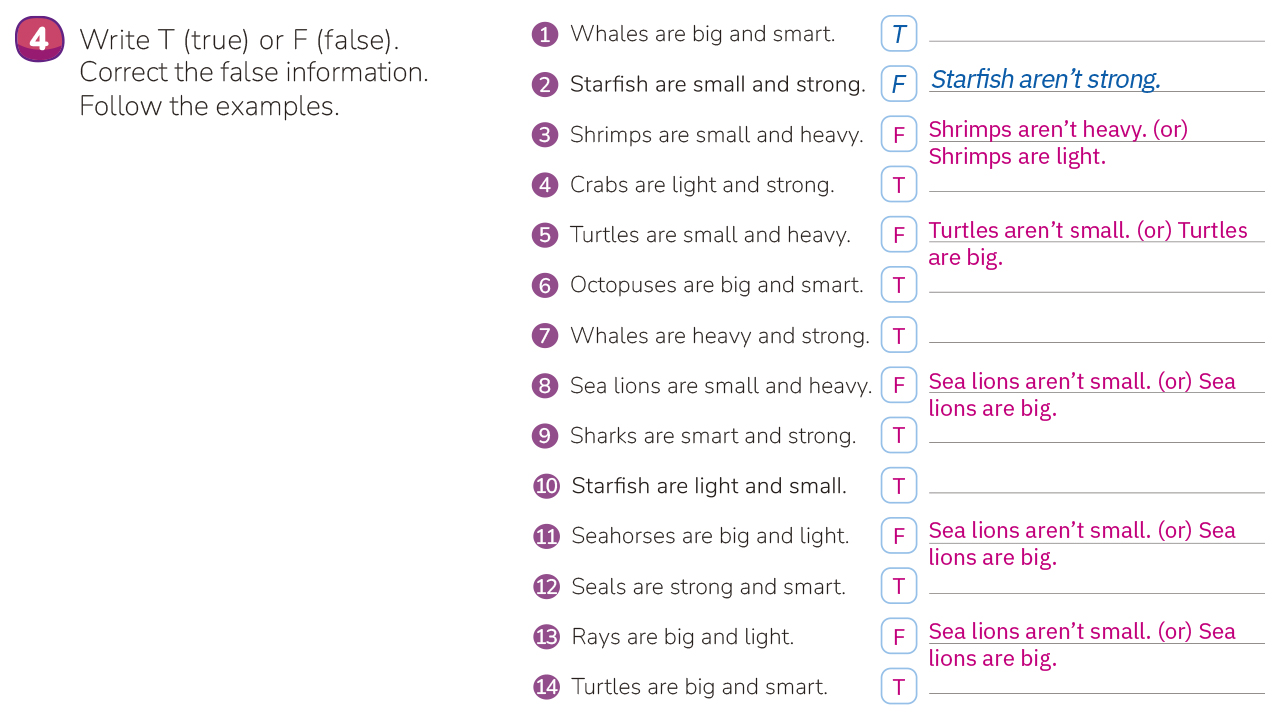 4 Write T (true) or F (false).
Correct the false information.
Follow the examples.
1 Whales are big and smart. T
2 Starfish are small and strong. F Starfish aren't strong.
3 Shrimps are small and heavy. F Shrimps aren't heavy. (or)
Shrimps are light.
4 Crabs are light and strong. T
5 Turtles are small and heavy. F Turtles aren't small. (or) Turtles
are big.
6 Octopuses are big and smart. T
7 Whales are heavy and strong. T
8 Sea lions are small and heavy. F Sea lions aren't small. (or) Sea
lions are big.
9 Sharks are smart and strong. T
10 Starfish are light and small. T
11 Seahorses are big and light. F Sea lions aren't small. (or) Sea
lions are big.
12 Seals are strong and smart. T
13 Rays are big and light. F Sea lions aren't small. (or) Sea
lions are big.
14 Turtles are big and smart. T